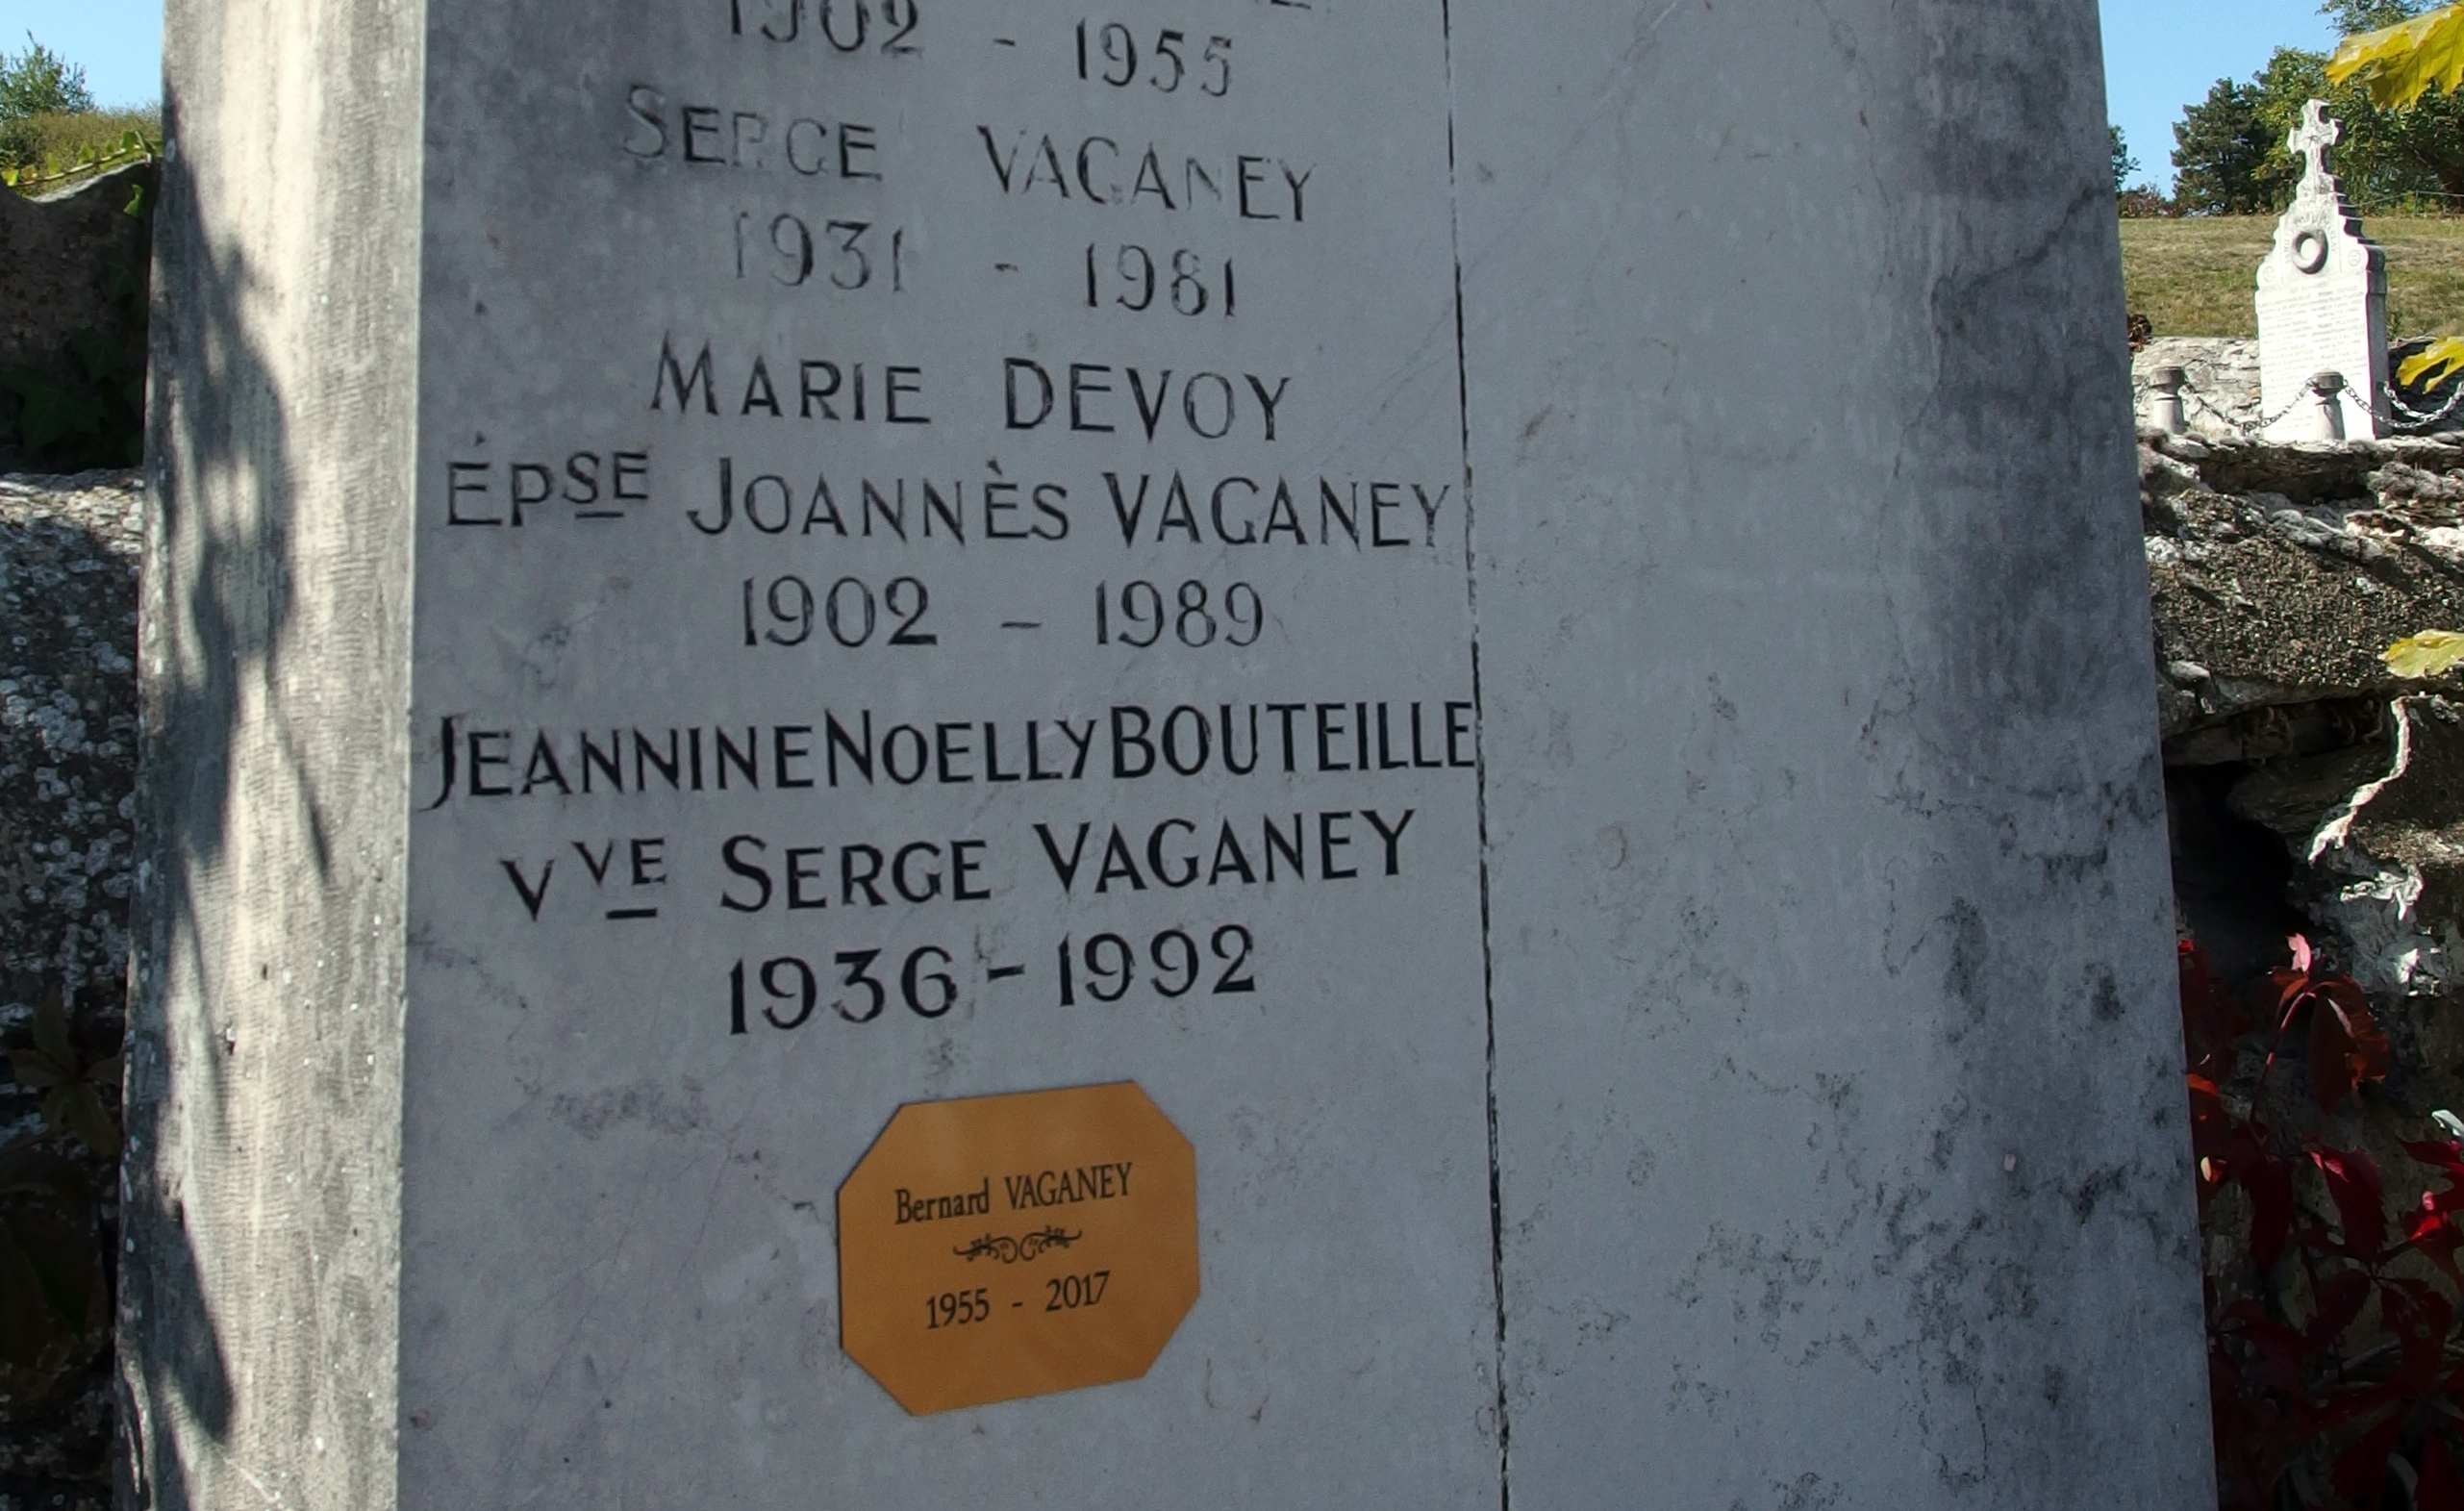 1902 - 1955
SERGE VAGANEY
1931 - 1981
MARIE DEVOY
ÉPSE JOANNÈS VAGANEY
1902 - 1989
JEANNINE NOELLY BOUTEILLE
VVE SERGE VAGANEY
1936 - 1992
Bernard VAGANEY
1955 - 2017